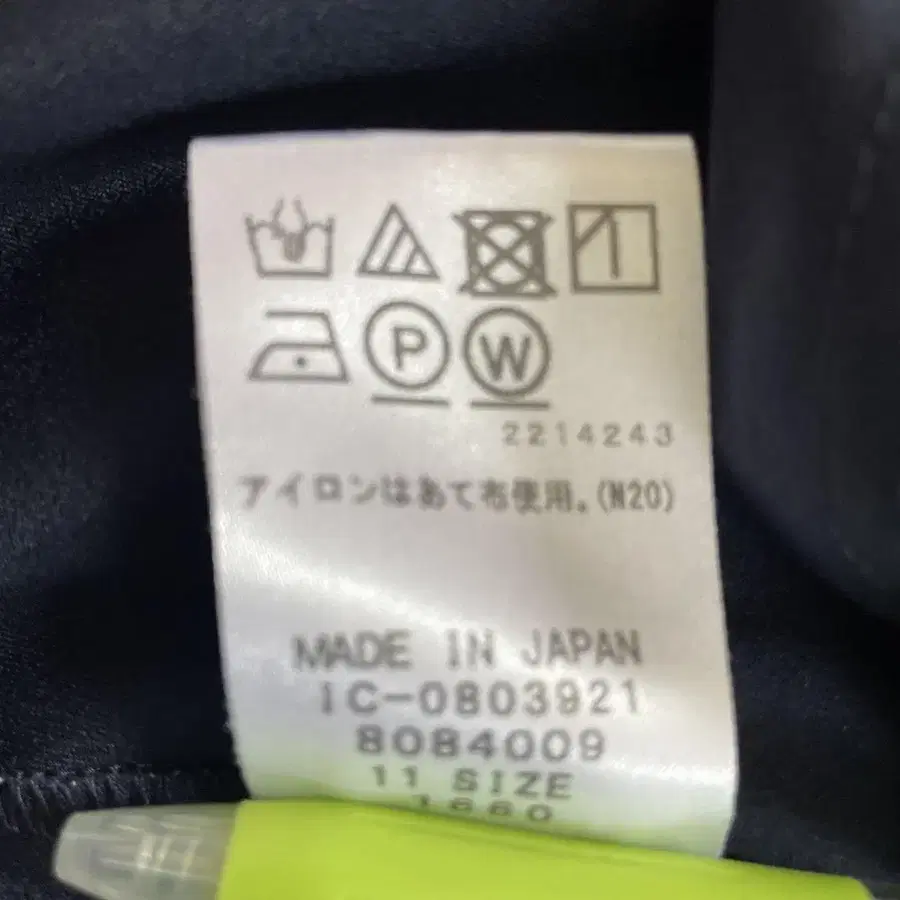 P W
2214243
アイロンはあて布使用。(N20)
MADE IN JAPAN
IC-0803921
8084009
11 SIZE